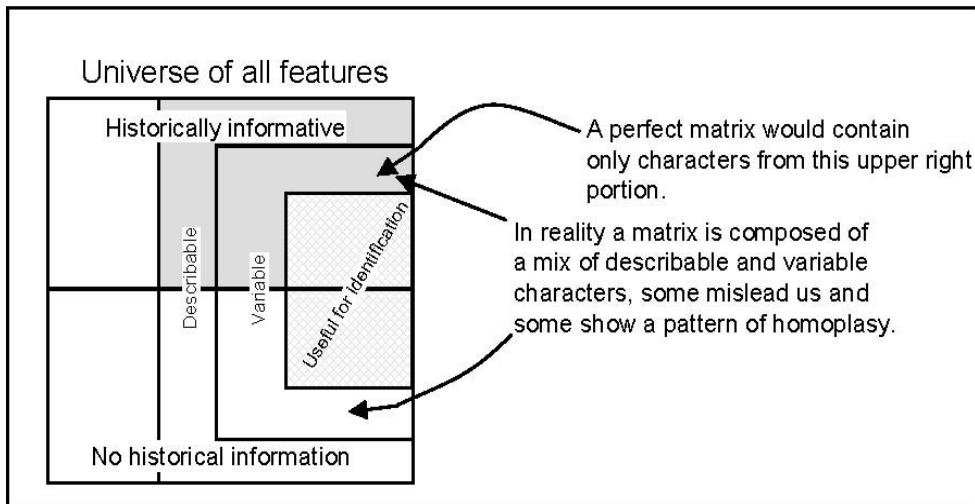 Universe of all features
Historically informative
Describable
Variable
Useful for identification
No historical information
A perfect matrix would contain
only characters from this upper right
portion.
In reality a matrix is composed of
a mix of describable and variable
characters, some mislead us and
some show a pattern of homoplasy.